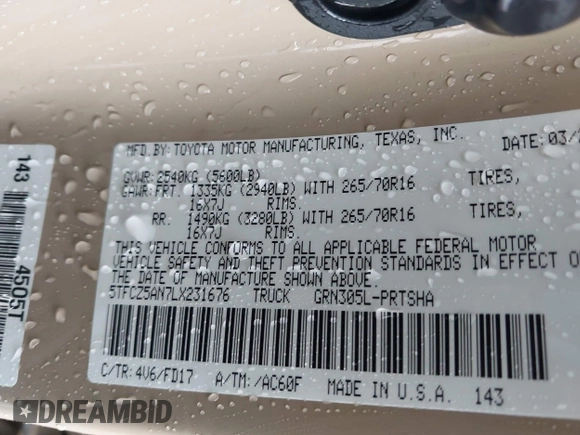 MFD.BY: TOYOTA MOTOR MANUFACTURING, TEXAS, INC. DATE: 03/
GVWR: 2540KG (5600LB)
GAWR: FRT. 1335KG (2940LB) WITH 265/70R16 TIRES,
16X7J RIMS.
RR. 1490KG (3280LB) WITH 265/70R16 TIRES,
16X7J RIMS.
THIS VEHICLE CONFORMS TO ALL APPLICABLE FEDERAL MOTOR
VEHICLE SAFETY AND THEFT PREVENTION STANDARDS IN EFFECT O
THE DATE OF MANUFACTURE SHOWN ABOVE.
5TFCZ5AN7LX231676 TRUCK GRN305L-PRTSHA
C/TR: 4V6/FD17 A/TM: /AC60F MADE IN U.S.A. 143
143 4505T
DREAMBID